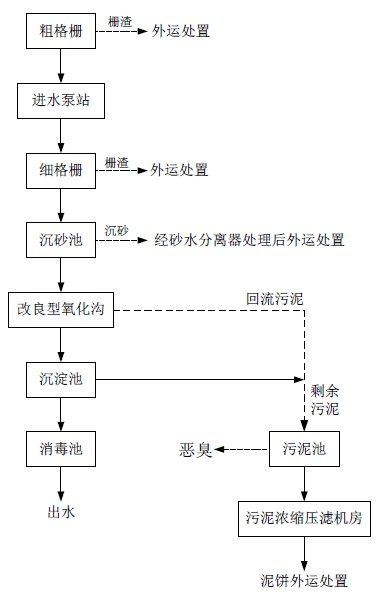 粗格栅
栅渣
外运处置
进水泵站
细格栅
栅渣
外运处置
沉砂池
沉砂
经砂水分离器处理后外运处置
改良型氧化沟
回流污泥
沉淀池
剩余
污泥
消毒池
恶臭
污泥池
出水
污泥浓缩压滤机房
泥饼外运处置